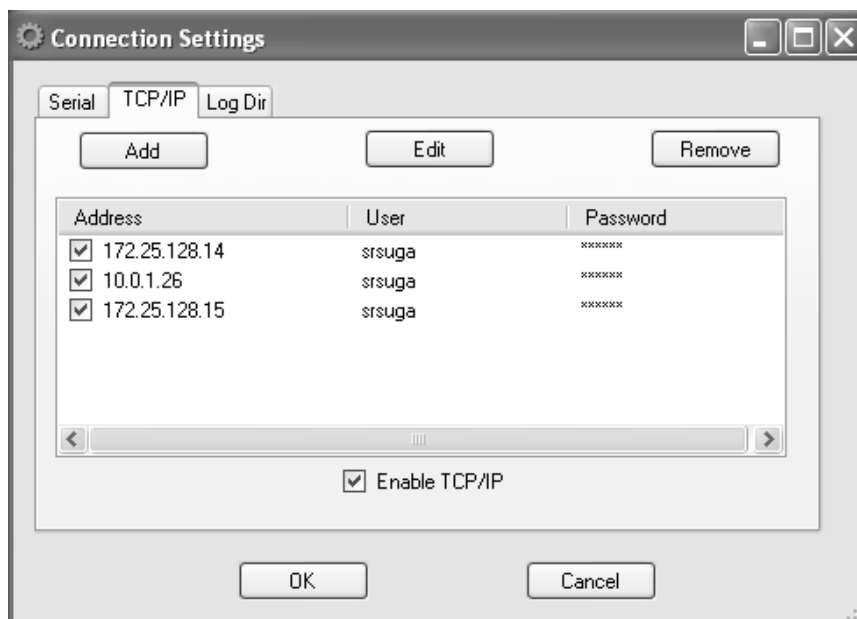 Connection Settings
Serial TCP/IP Log Dir
Add Edit Remove
Address User Password
172.25.128.14 srsuga ××××××
10.0.1.26 srsuga ××××××
172.25.128.15 srsuga ××××××
Enable TCP/IP
OK Cancel